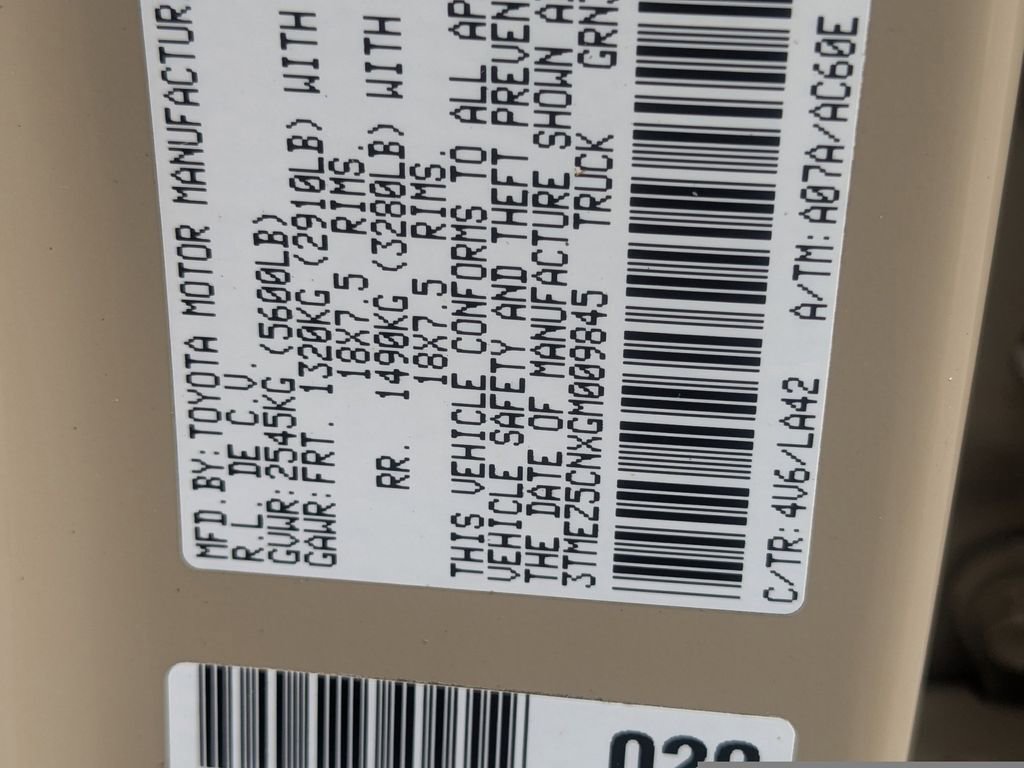 MFD. BY: TOYOTA MOTOR MANUFACTUR
R.L. DE C.V.
GVWR: 2545KG (5600LB)
GAWR: FRT. 1320KG (2910LB) WITH
18X7.5 RIMS.
RR. 1490KG (3280LB) WITH
18X7.5 RIMS.
THIS VEHICLE CONFORMS TO ALL AP
VEHICLE SAFETY AND THEFT PREVEN
THE DATE OF MANUFACTURE SHOWN A
3TMEZ5CNXGM009845 TRUCK GRN3
C/TR: 4V6/LA42 A/TM: A07A/AC60E